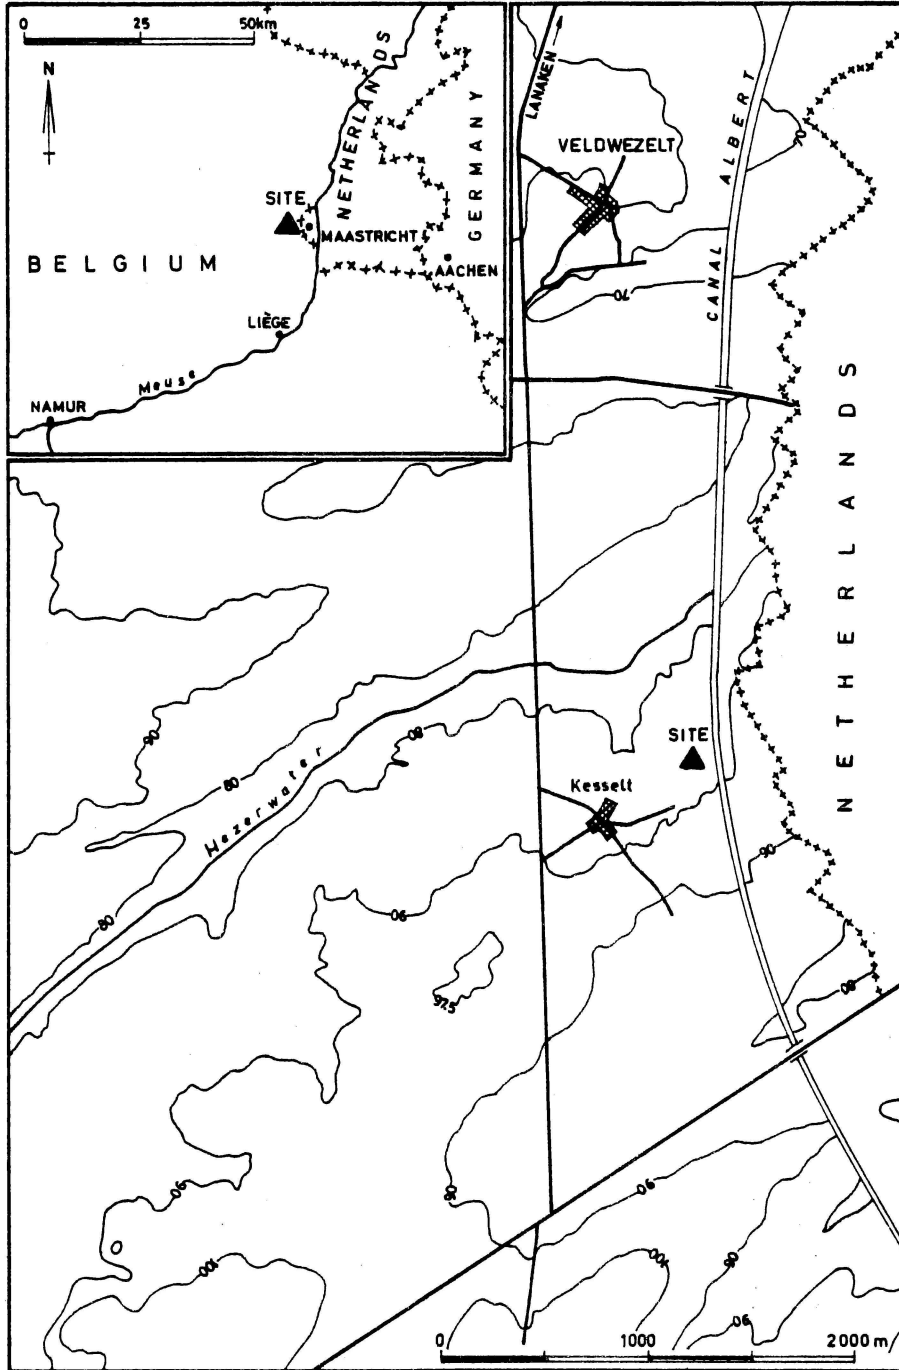 0 25 50km
N
NETHERLANDS
GERMANY
SITE
MAASTRICHT
BELGIUM
AACHEN
LIÈGE
Meuse
NAMUR
LANAKEN
VELDWEZELT
CANAL ALBERT
70
70
NETHERLANDS
90
80
Hezerwater
80
SITE
Kesselt
80
90
90
80
97.5
90
90
90
100
100
90
90
0 1000 2000 m